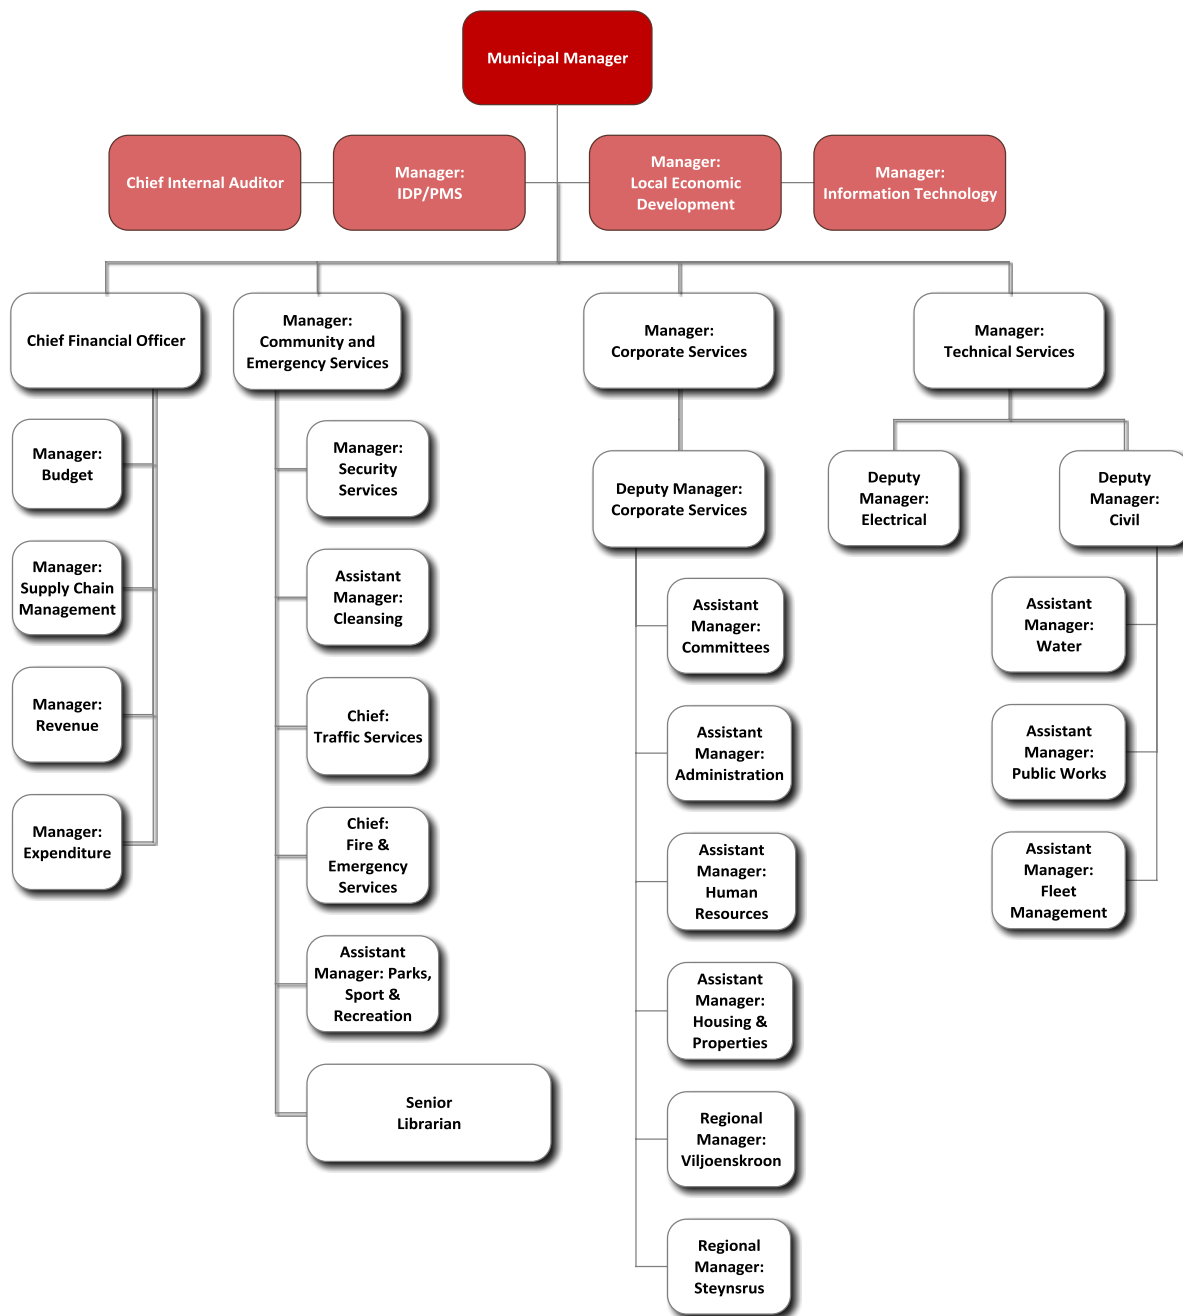 Municipal Manager
Chief Internal Auditor
Manager:
IDP/PMS
Manager:
Local Economic
Development
Manager:
Information Technology
Chief Financial Officer
Manager:
Community and
Emergency Services
Manager:
Corporate Services
Manager:
Technical Services
Manager:
Budget
Manager:
Supply Chain
Management
Manager:
Revenue
Manager:
Expenditure
Manager:
Security
Services
Assistant
Manager:
Cleansing
Chief:
Traffic Services
Chief:
Fire &
Emergency
Services
Assistant
Manager: Parks,
Sport &
Recreation
Senior
Librarian
Deputy Manager:
Corporate Services
Assistant
Manager:
Committees
Assistant
Manager:
Administration
Assistant
Manager:
Human
Resources
Assistant
Manager:
Housing &
Properties
Regional
Manager:
Viljoenskroon
Regional
Manager:
Steynsrus
Deputy
Manager:
Electrical
Deputy
Manager:
Civil
Assistant
Manager:
Water
Assistant
Manager:
Public Works
Assistant
Manager:
Fleet
Management